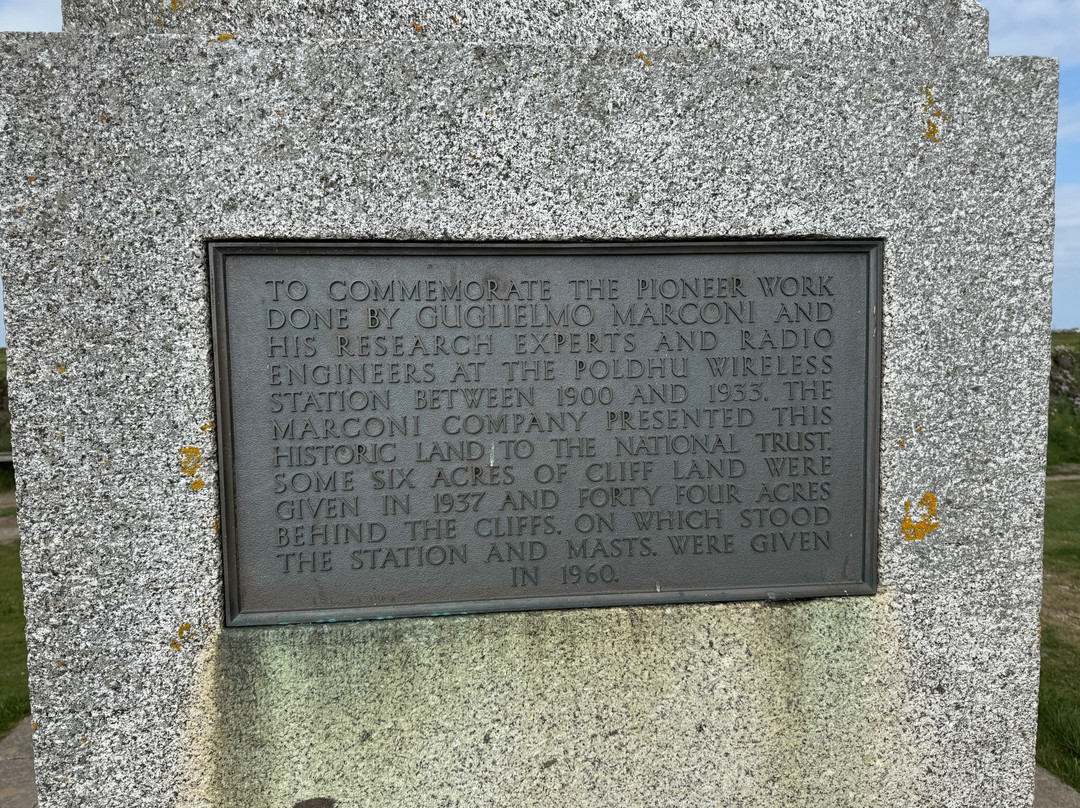 TO COMMEMORATE THE PIONEER WORK
DONE BY GUGLIELMO MARCONI AND
HIS RESEARCH EXPERTS AND RADIO
ENGINEERS AT THE POLDHU WIRELESS
STATION BETWEEN 1900 AND 1933. THE
MARCONI COMPANY PRESENTED THIS
HISTORIC LAND TO THE NATIONAL TRUST.
SOME SIX ACRES OF CLIFF LAND WERE
GIVEN IN 1937 AND FORTY FOUR ACRES
BEHIND THE CLIFFS, ON WHICH STOOD
THE STATION AND MASTS, WERE GIVEN
IN 1960.